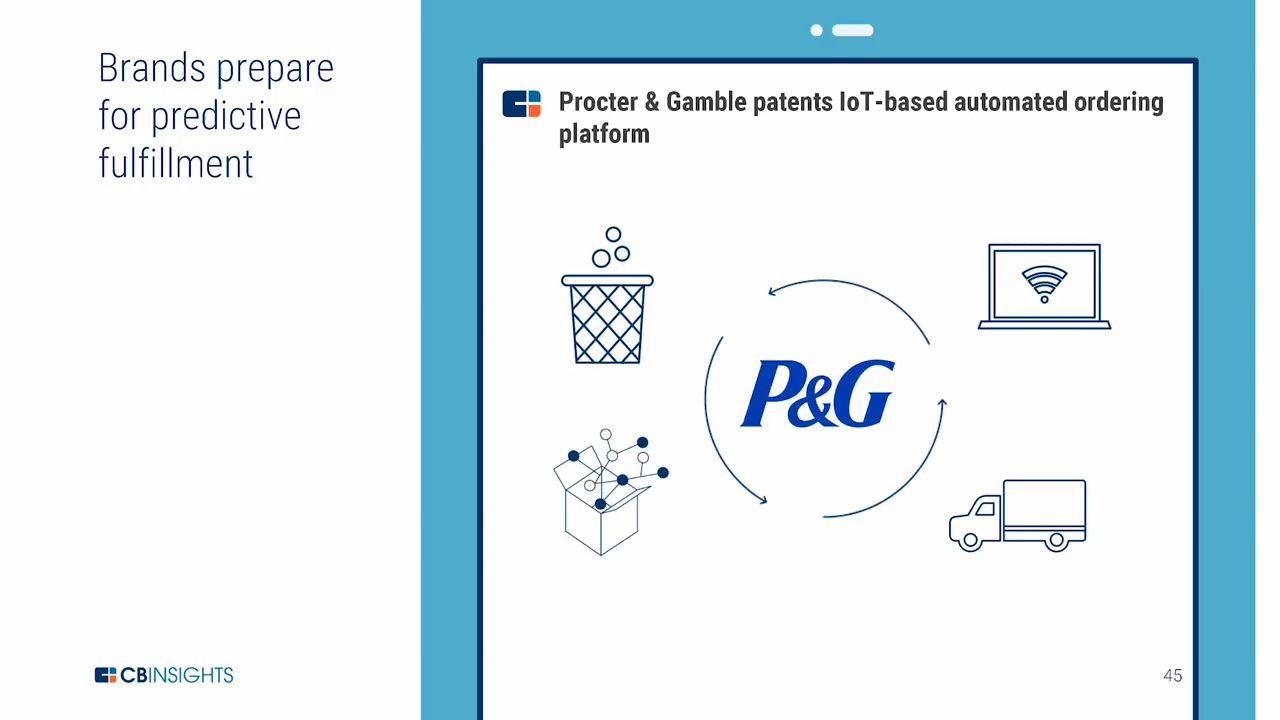 Brands prepare
for predictive
fulfillment
Procter & Gamble patents IoT-based automated ordering
platform
P&G
CBINSIGHTS
45